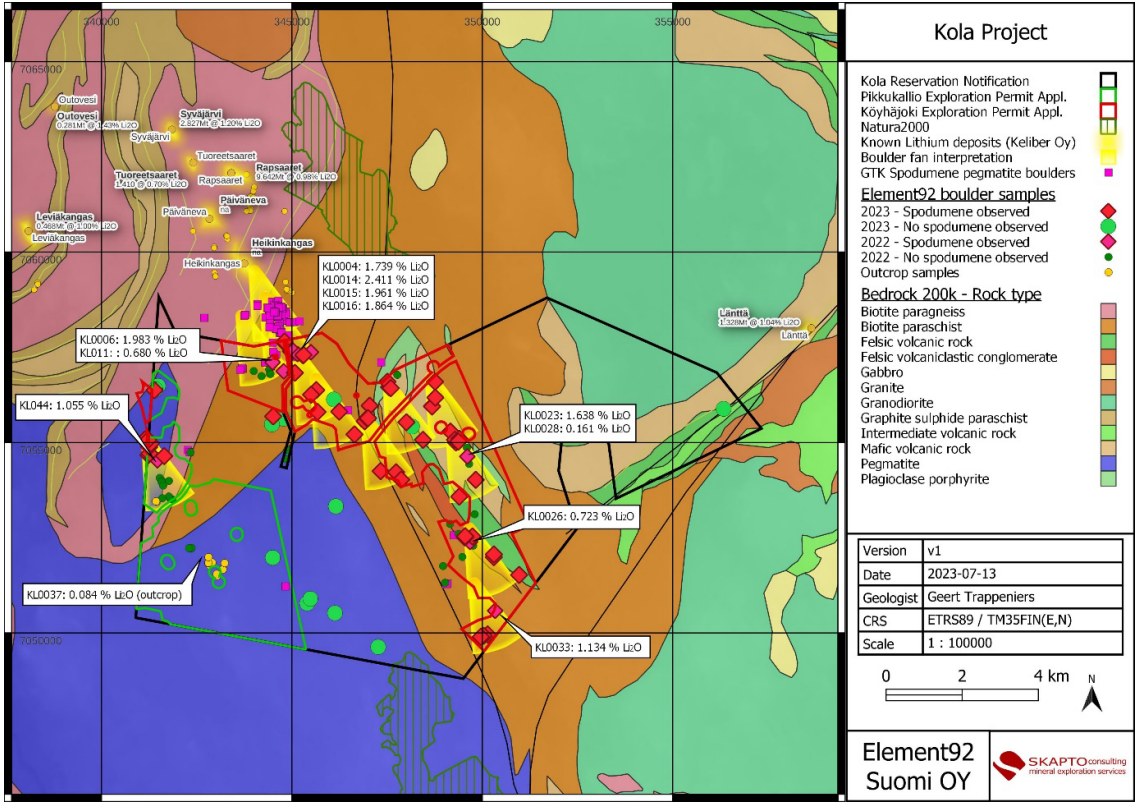 340000
345000
350000
355000
7065000
7060000
7050000
Outovesi
Outovesi
0.281Mt @ 1.43% Li2O
Syväjärvi
2.827Mt @ 1.20% Li2O
Syväjärvi
Tuoreetsaaret
Tuoreetsaaret
1.410 @ 0.70% Li2O
Rapsaaret
9.642Mt @ 0.98% Li2O
Rapsaaret
Päiväneva
na
Päiväneva
Leviäkangas
0.468Mt @ 1.00% Li2O
Leviäkangas
Heikinkangas
na
Heikinkangas
KL0004: 1.739 % Li2O
KL0014: 2.411 % Li2O
KL0015: 1.961 % Li2O
KL0016: 1.864 % Li2O
Länttä
1.328Mt @ 1.04% Li2O
Länttä
KL0006: 1.983 % Li2O
KL011: : 0.680 % Li2O
KL044: 1.055 % Li2O
KL0023: 1.638 % Li2O
KL0028: 0.161 % Li2O
KL0026: 0.723 % Li2O
KL0037: 0.084 % Li2O (outcrop)
KL0033: 1.134 % Li2O
Kola Project
Kola Reservation Notification
Pikkukallio Exploration Permit Appl.
Köyhäjoki Exploration Permit Appl.
Natura2000
Known Lithium deposits (Keliber Oy)
Boulder fan interpretation
GTK Spodumene pegmatite boulders
Element92 boulder samples
2023 - Spodumene observed
2023 - No spodumene observed
2022 - Spodumene observed
2022 - No spodumene observed
Outcrop samples
Bedrock 200k - Rock type
Biotite paragneiss
Biotite paraschist
Felsic volcanic rock
Felsic volcaniclastic conglomerate
Gabbro
Granite
Granodiorite
Graphite sulphide paraschist
Intermediate volcanic rock
Mafic volcanic rock
Pegmatite
Plagioclase porphyrite
Version v1
Date 2023-07-13
Geologist Geert Trappeniers
CRS ETRS89 / TM35FIN(E,N)
Scale 1 : 100000
0 2 4 km
N
Element92
Suomi OY
SKAPTO consulting
mineral exploration services